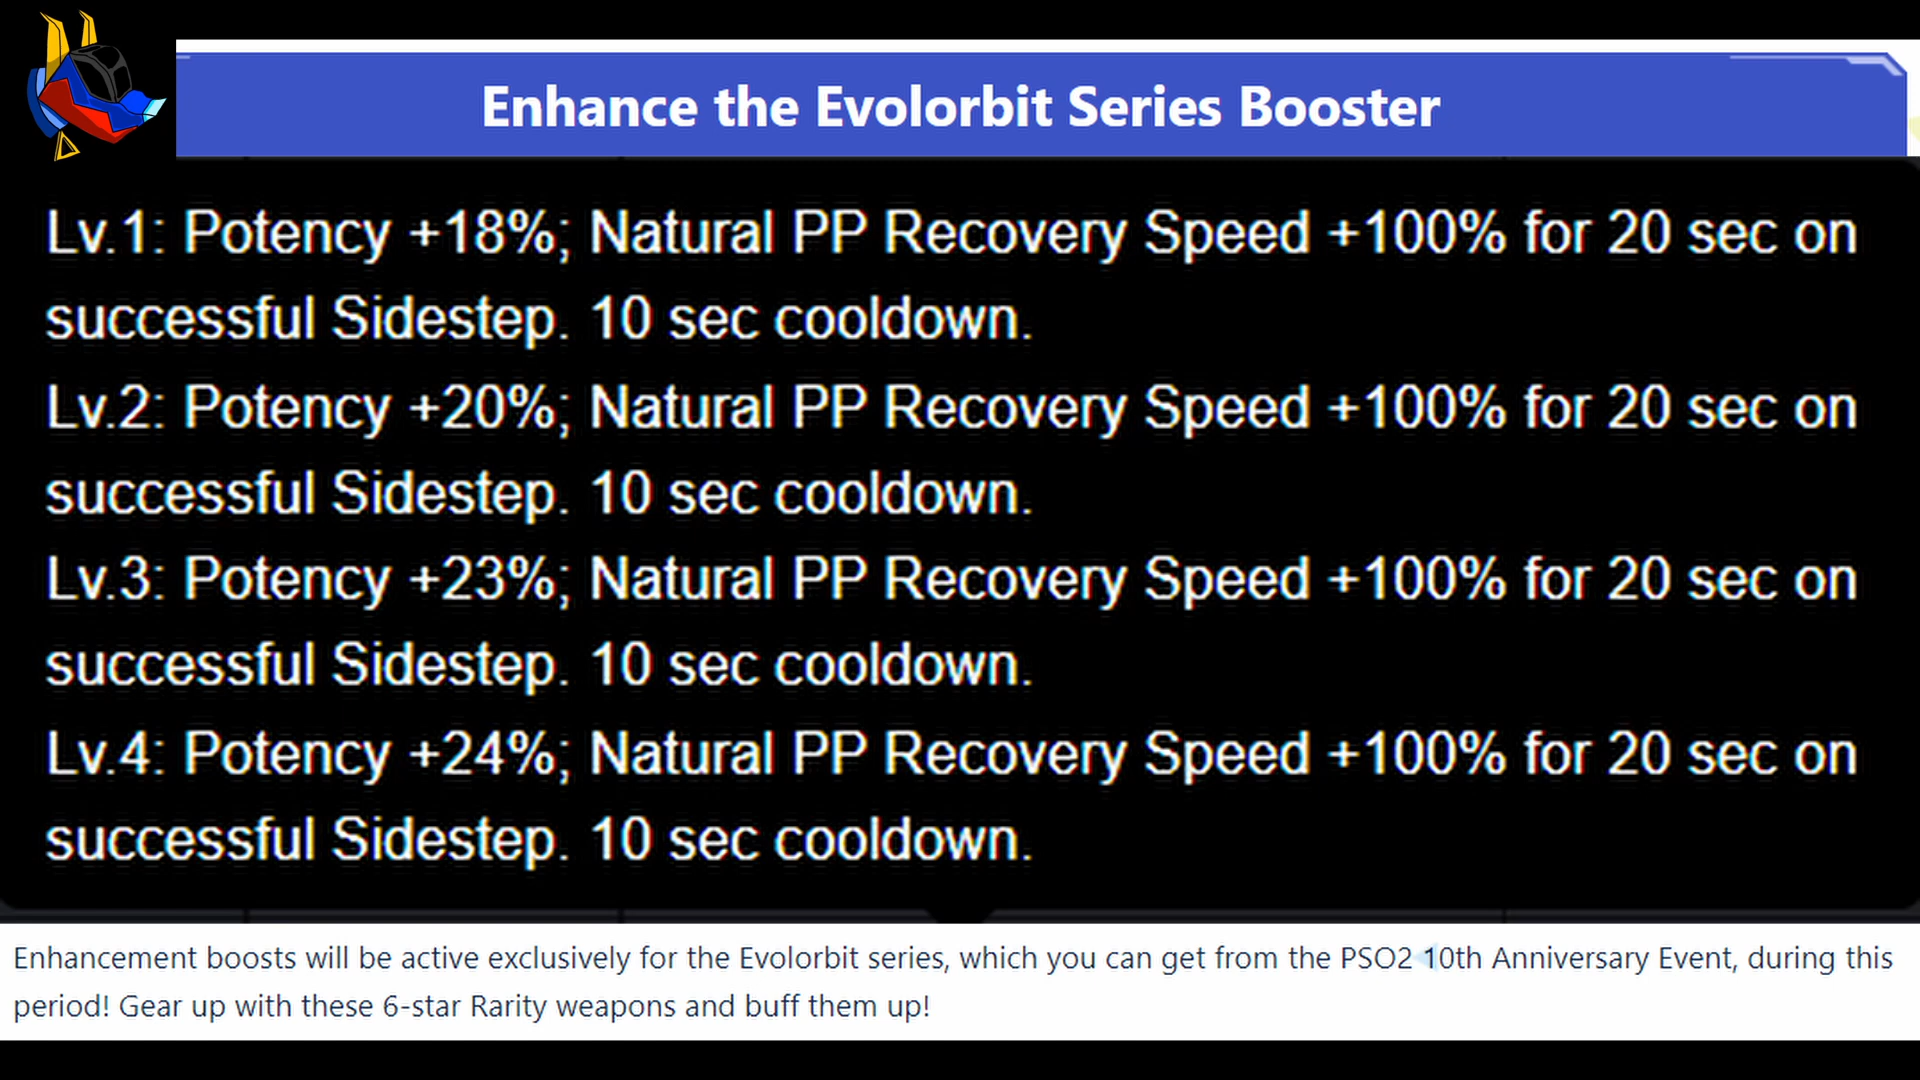 Enhance the Evolorbit Series Booster
Lv.1: Potency +18%; Natural PP Recovery Speed +100% for 20 sec on
successful Sidestep. 10 sec cooldown.
Lv.2: Potency +20%; Natural PP Recovery Speed +100% for 20 sec on
successful Sidestep. 10 sec cooldown.
Lv.3: Potency +23%; Natural PP Recovery Speed +100% for 20 sec on
successful Sidestep. 10 sec cooldown.
Lv.4: Potency +24%; Natural PP Recovery Speed +100% for 20 sec on
successful Sidestep. 10 sec cooldown.
Enhancement boosts will be active exclusively for the Evolorbit series, which you can get from the PSO2 10th Anniversary Event, during this
period! Gear up with these 6-star Rarity weapons and buff them up!